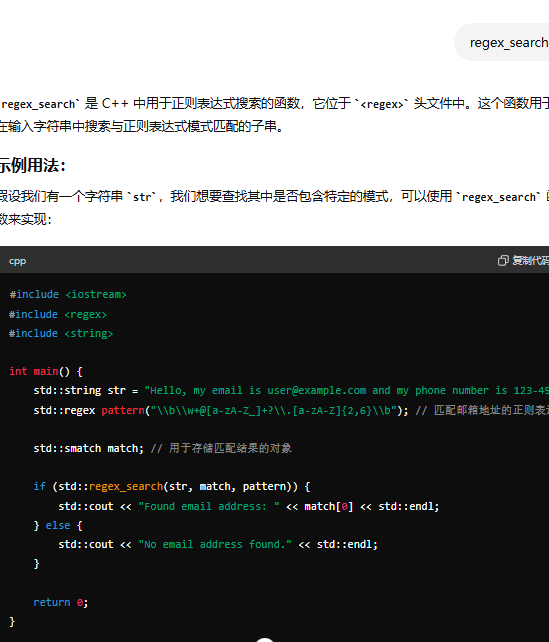 regex_search
regex_search` 是 C++ 中用于正则表达式搜索的函数，它位于 `<regex>` 头文件中。这个函数用于
在输入字符串中搜索与正则表达式模式匹配的子串。
示例用法：
假设我们有一个字符串 `str`，我们想要查找其中是否包含特定的模式，可以使用 `regex_search`
数来实现：
cpp
复制代码
#include <iostream>
#include <regex>
#include <string>
int main() {
    std::string str = "Hello, my email is user@example.com and my phone number is 123-45
    std::regex pattern("\\b\\w+@[a-zA-Z_]+?\\.[a-zA-Z]{2,6}\\b"); // 匹配邮箱地址的正则表达
    std::smatch match; // 用于存储匹配结果的对象
    if (std::regex_search(str, match, pattern)) {
        std::cout << "Found email address: " << match[0] << std::endl;
    } else {
        std::cout << "No email address found." << std::endl;
    }
    return 0;
}